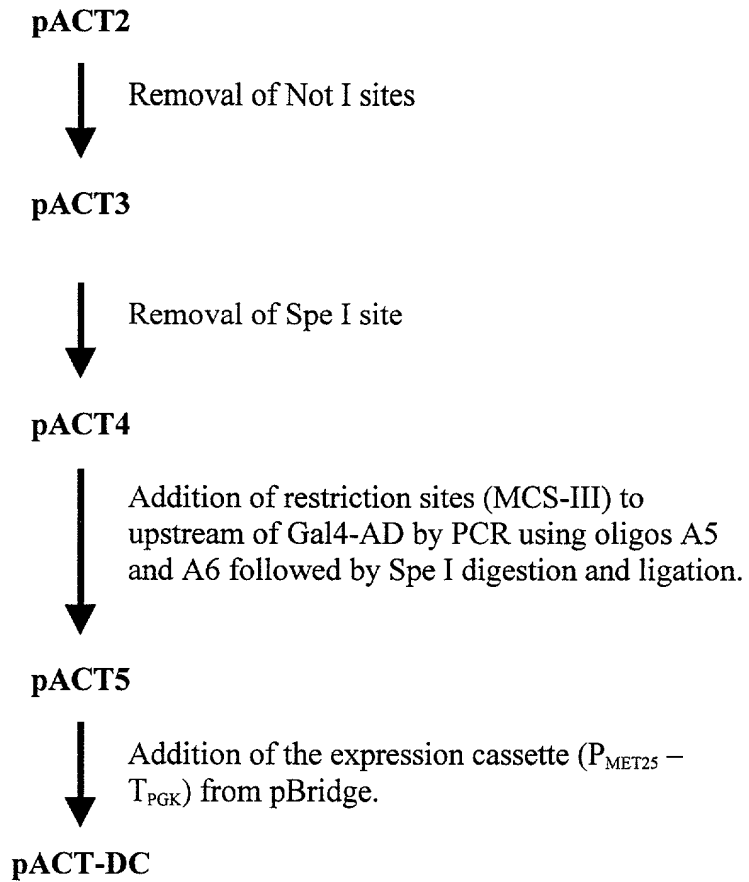 pACT2
Removal of Not I sites
pACT3
Removal of Spe I site
pACT4
Addition of restriction sites (MCS-III) to
upstream of Gal4-AD by PCR using oligos A5
and A6 followed by Spe I digestion and ligation.
pACT5
Addition of the expression cassette (PMET25 –
TPGK) from pBridge.
pACT-DC